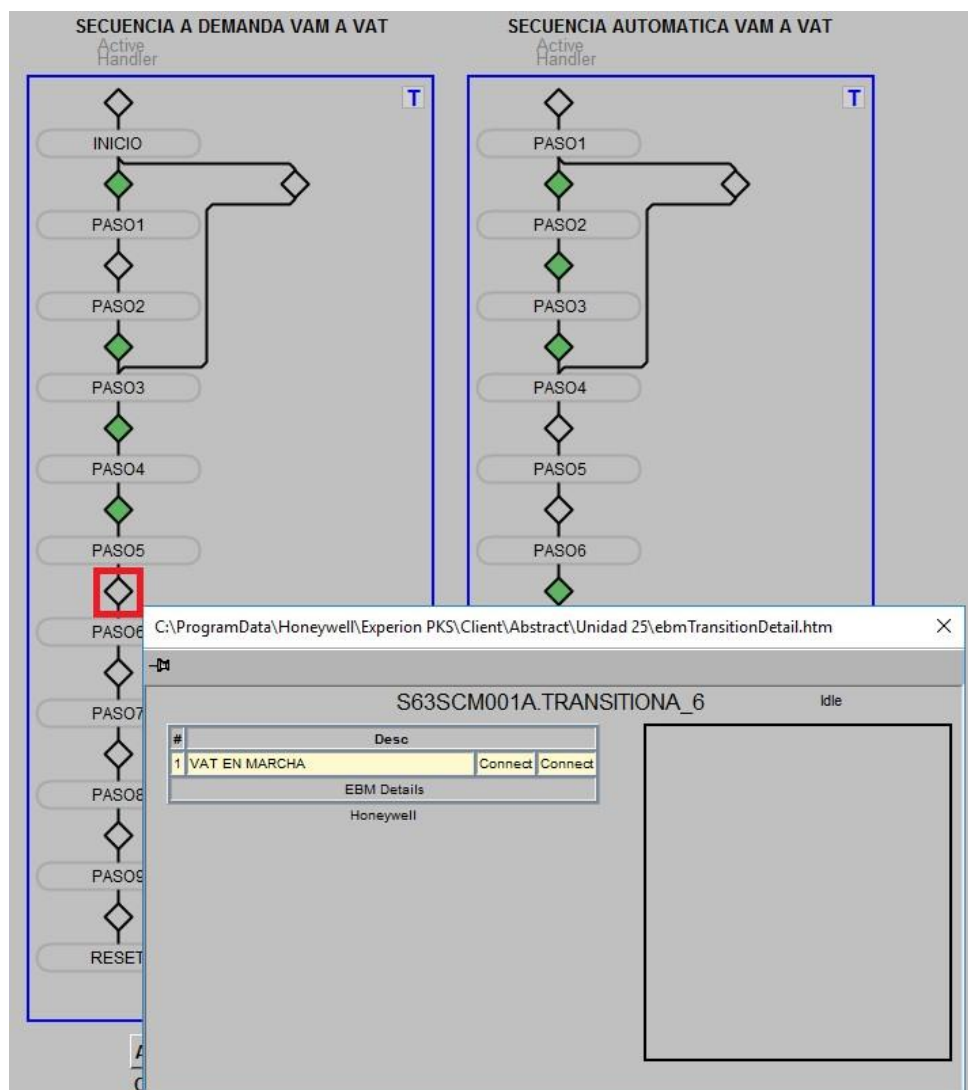 SECUENCIA A DEMANDA VAM A VAT
Active
Handler
T
INICIO
PASO1
PASO2
PASO3
PASO4
PASO5
PASO6
PASO7
PASO8
PASO9
RESET
SECUENCIA AUTOMATICA VAM A VAT
Active
Handler
T
PASO1
PASO2
PASO3
PASO4
PASO5
PASO6
C:\ProgramData\Honeywell\Experion PKS\Client\Abstract\Unidad 25\ebmTransitionDetail.htm
S63SCM001A.TRANSITIONA_6 Idle
# Desc
1 VAT EN MARCHA Connect Connect
EBM Details
Honeywell